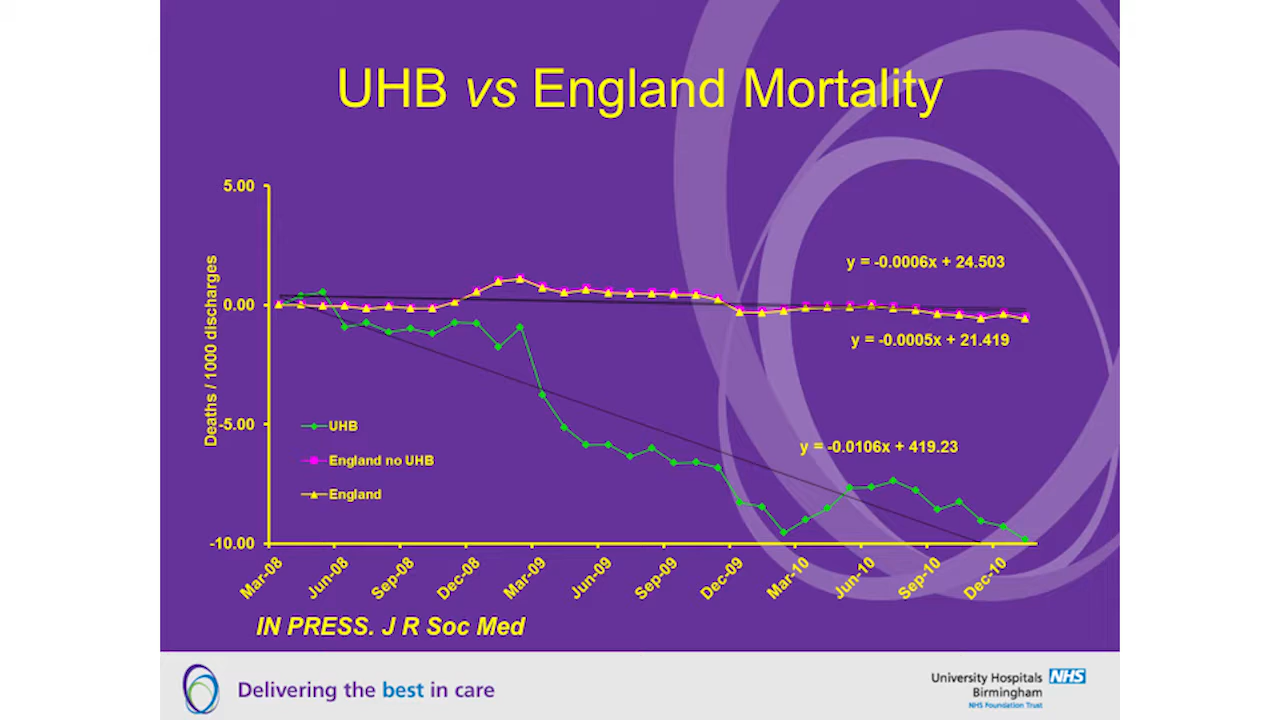 UHB vs England Mortality
5.00
0.00
-5.00
-10.00
Deaths / 1000 discharges
y = -0.0006x + 24.503
y = -0.0005x + 21.419
y = -0.0106x + 419.23
UHB
England no UHB
England
Mar-08
Jun-08
Sep-08
Dec-08
Mar-09
Jun-09
Sep-09
Dec-09
Mar-10
Jun-10
Sep-10
Dec-10
IN PRESS. J R Soc Med
Delivering the best in care
University Hospitals NHS
Birmingham
NHS Foundation Trust